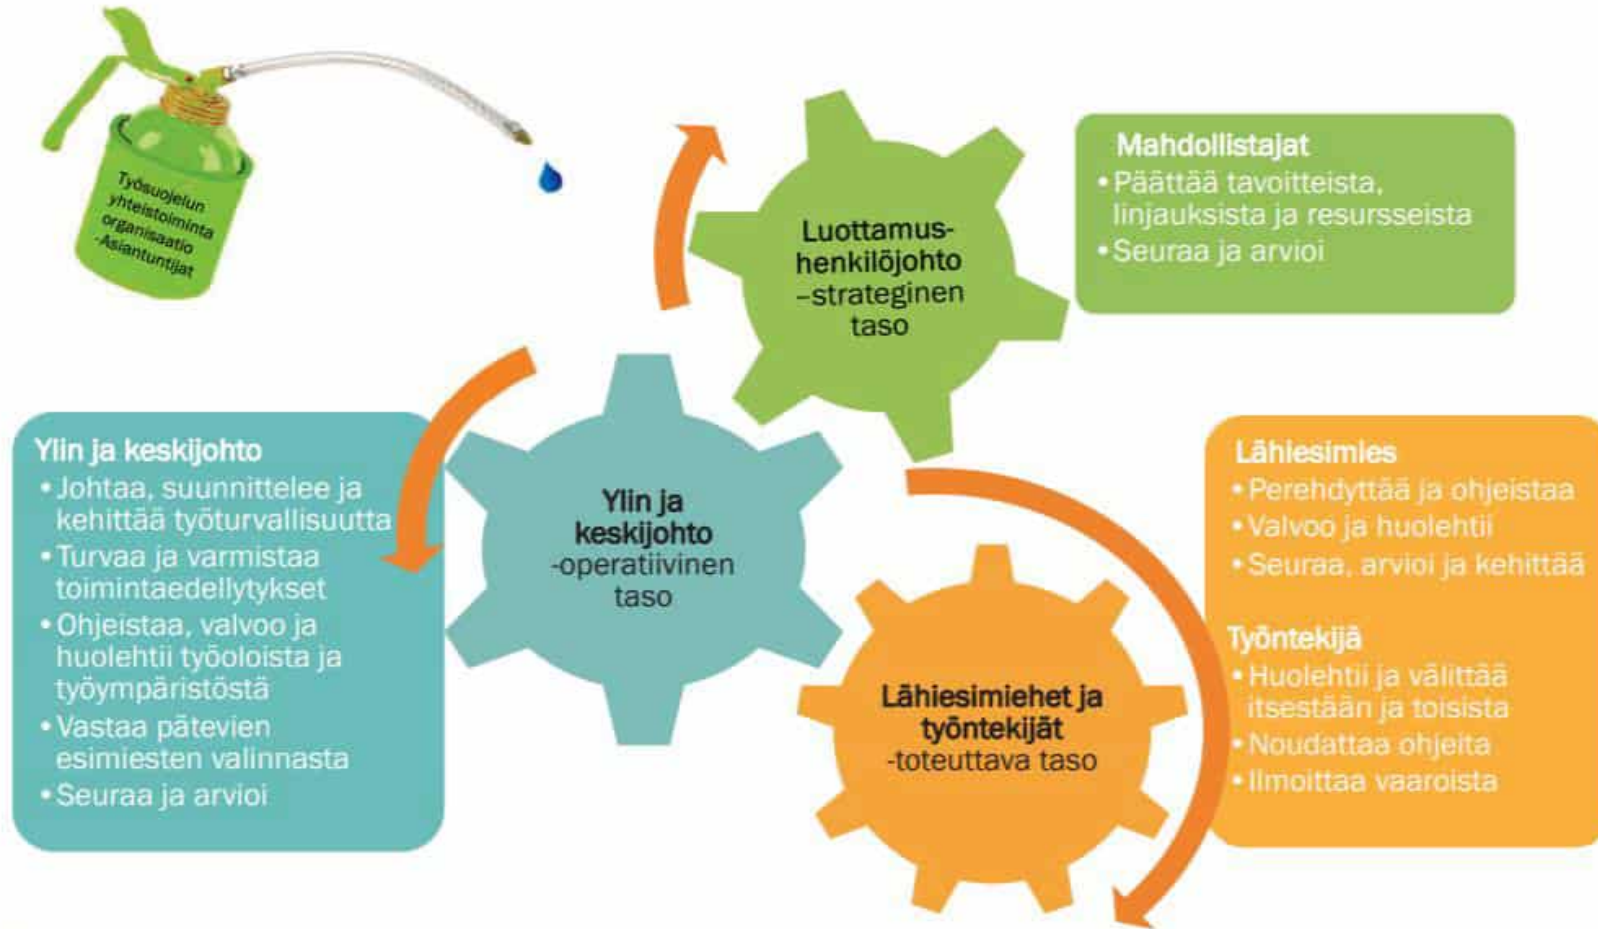 Työsuojelun
yhteistoiminta
organisaatio
-Asiantuntijat
Luottamus-
henkilöjohto
–strateginen
taso
Mahdollistajat
•Päättää tavoitteista,
linjauksista ja resursseista
•Seuraa ja arvioi
Ylin ja keskijohto
•Johtaa, suunnittelee ja
kehittää työturvallisuutta
•Turvaa ja varmistaa
toimintaedellytykset
•Ohjeistaa, valvoo ja
huolehtii työoloista ja
työympäristöstä
•Vastaa pätevien
esimiesten valinnasta
•Seuraa ja arvioi
Ylin ja
keskijohto
-operatiivinen
taso
Lähiesimiehet ja
työntekijät
-toteuttava taso
Lähiesimies
•Perehdyttää ja ohjeistaa
•Valvoo ja huolehtii
•Seuraa, arvioi ja kehittää
Työntekijä
•Huolehtii ja välittää
itsestään ja toisista
•Noudattaa ohjeita
•Ilmoittaa vaaroista